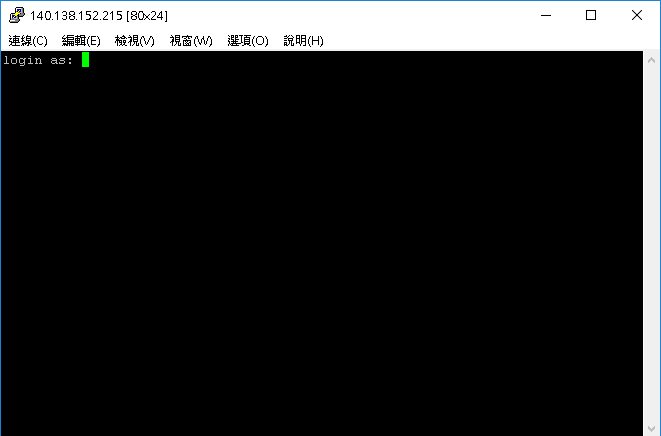 140.138.152.215 [80x24]
連線(C) 編輯(E) 檢視(V) 視窗(W) 選項(O) 說明(H)
login as: